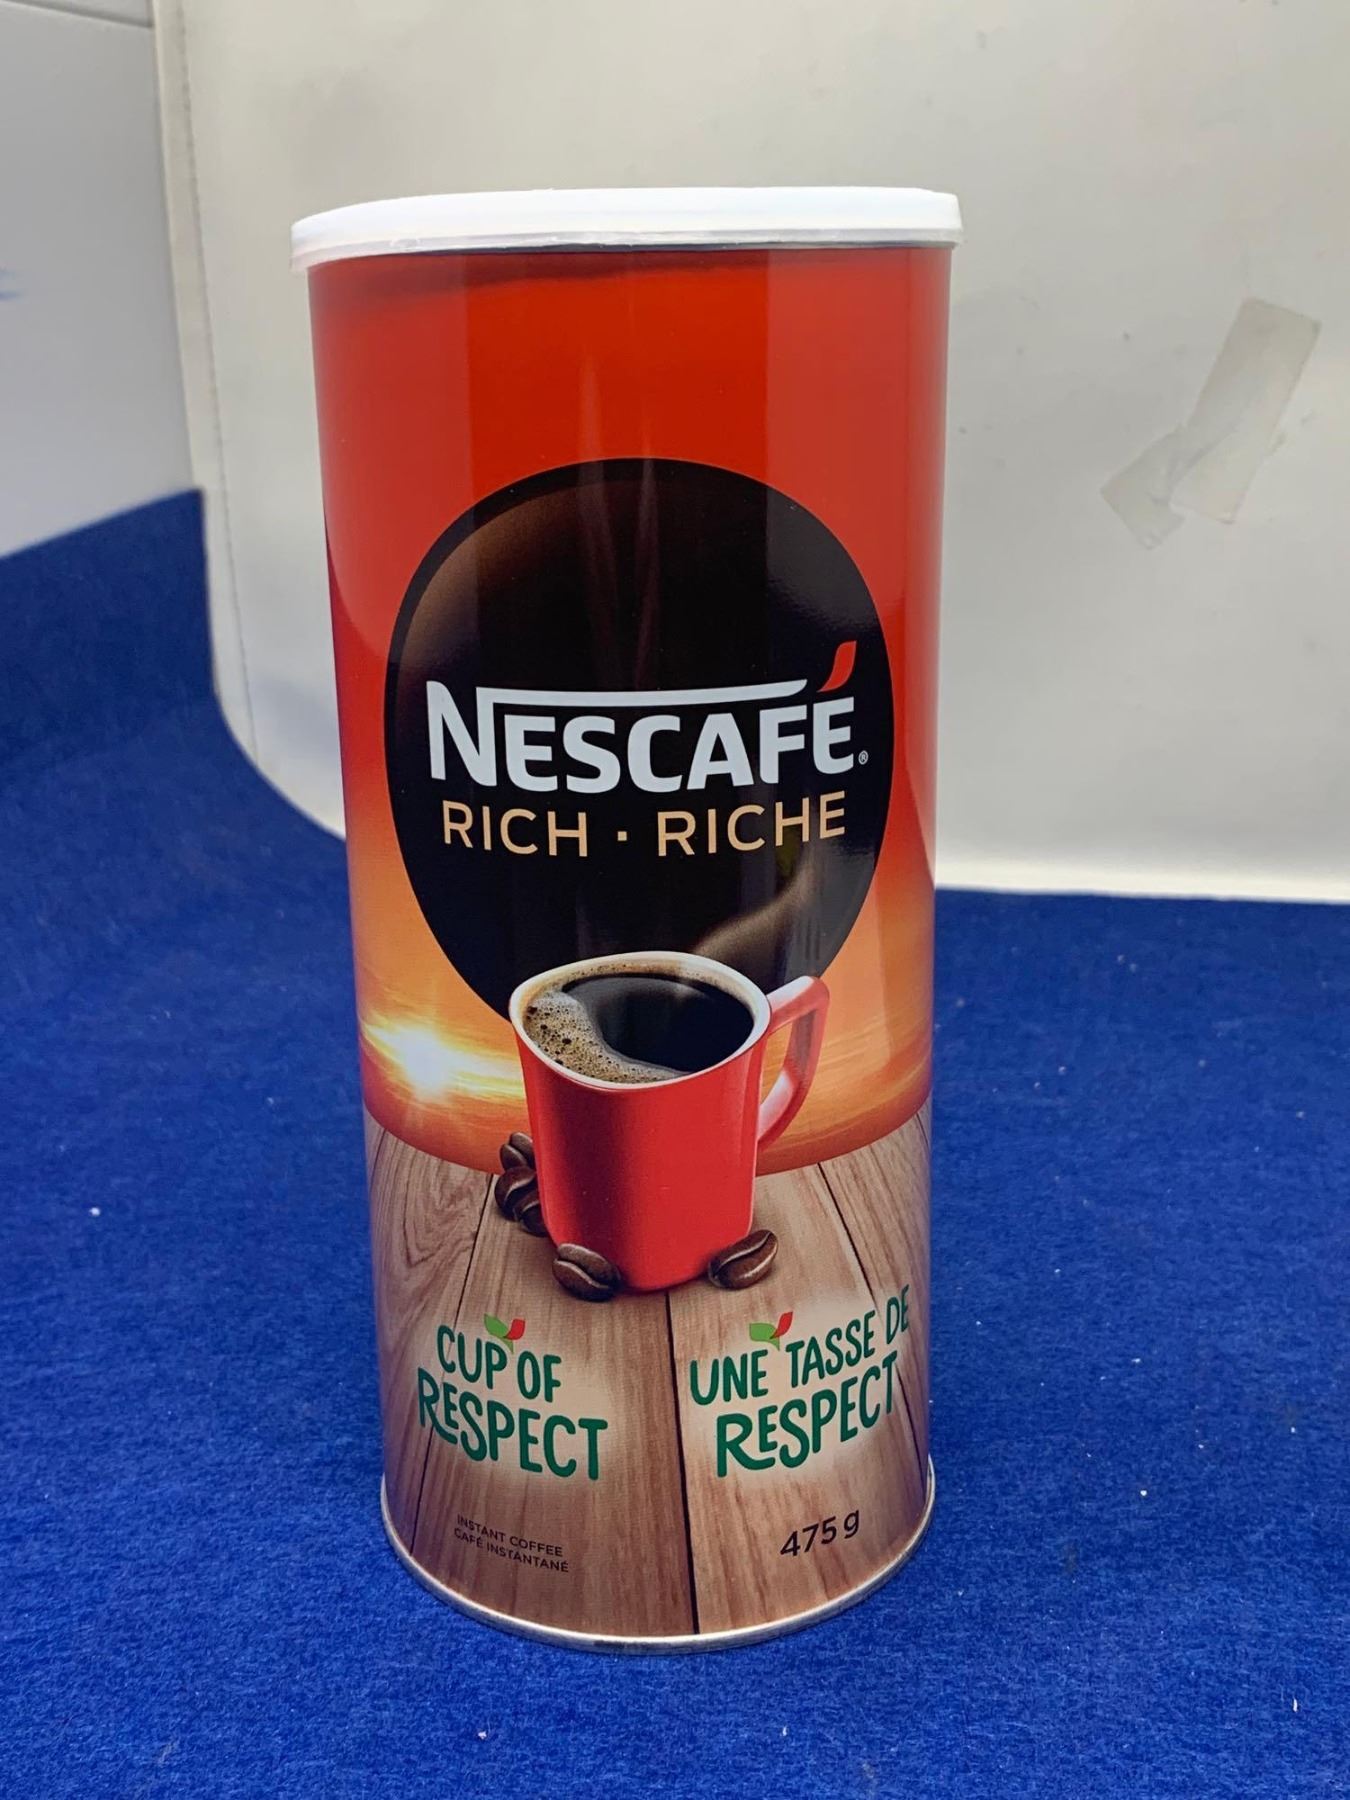 NESCAFÉ®
RICH · RICHE
CUP OF
RESPECT
UNE TASSE DE
RESPECT
INSTANT COFFEE
CAFÉ INSTANTANÉ
475 g